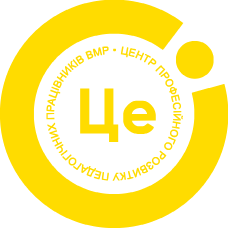 ЦЕНТР ПРОФЕСІЙНОГО РОЗВИТКУ ПЕДАГОГІЧНИХ ПРАЦІВНИКІВ ВМР •
Це